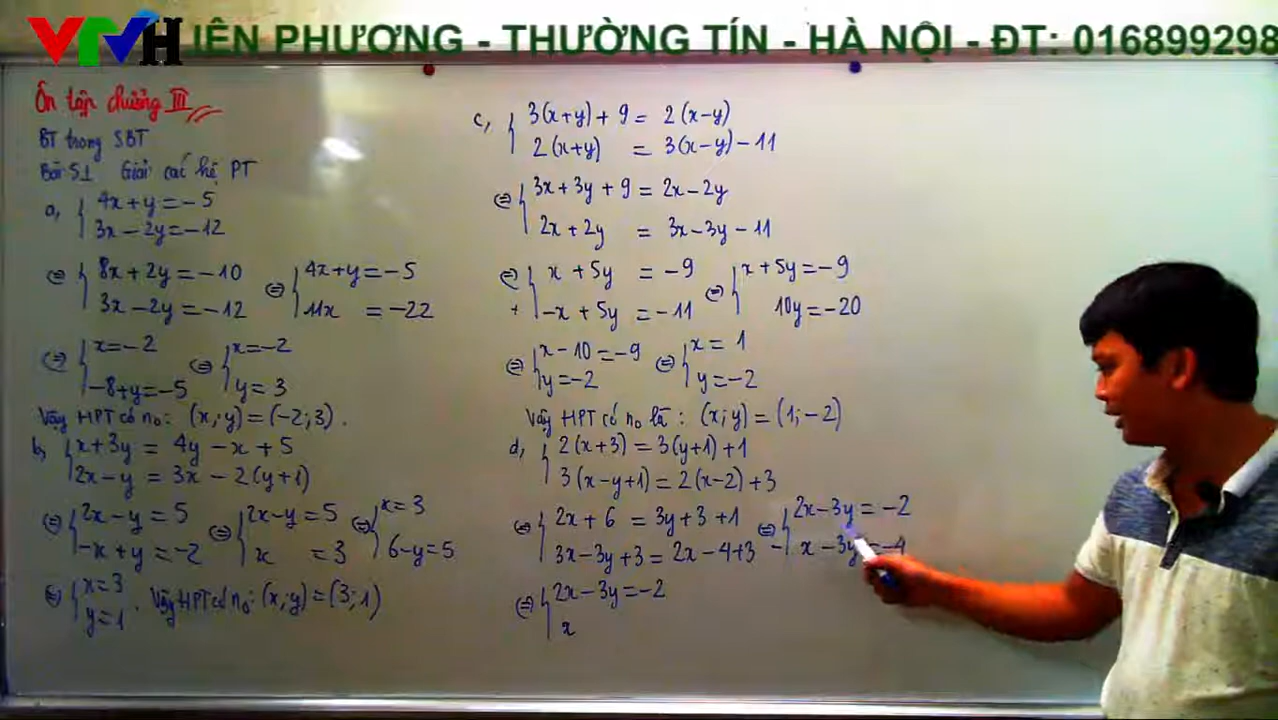 VTVH
IÊN PHƯƠNG - THƯỜNG TÍN - HÀ NỘI - ĐT: 016899298
Ôn tập chương III
BT trong SBT
Bài 51 Giải các hệ PT
a, { 4x + y = -5
3x - 2y = -12
⇔ { 8x + 2y = -10 ⇔ { 4x + y = -5
3x - 2y = -12 11x = -22
⇔ { x = -2 ⇔ { x = -2
-8 + y = -5 y = 3
Vậy HPT có n₀: (x; y) = (-2; 3).
b, { x + 3y = 4y - x + 5
2x - y = 3x - 2(y+1)
⇔ { 2x - y = 5 ⇔ { 2x - y = 5 ⇔ { x = 3
-x + y = -2 x = 3 6 - y = 5
⇔ { x = 3
y = 1 . Vậy HPT có n₀: (x; y) = (3; 1)
c, { 3(x+y) + 9 = 2(x-y)
2(x+y) = 3(x-y) - 11
⇔ { 3x + 3y + 9 = 2x - 2y
2x + 2y = 3x - 3y - 11
⇔ { x + 5y = -9 ⇔ { x + 5y = -9
+ -x + 5y = -11 10y = -20
⇔ { x - 10 = -9 ⇔ { x = 1
y = -2 y = -2
Vậy HPT có n₀ là: (x; y) = (1; -2)
d, { 2(x+3) = 3(y+1) + 1
3(x-y+1) = 2(x-2) + 3
⇔ { 2x + 6 = 3y + 3 + 1 ⇔ { 2x - 3y = -2
3x - 3y + 3 = 2x - 4 + 3 - x - 3y = -4
⇔ { 2x - 3y = -2
x